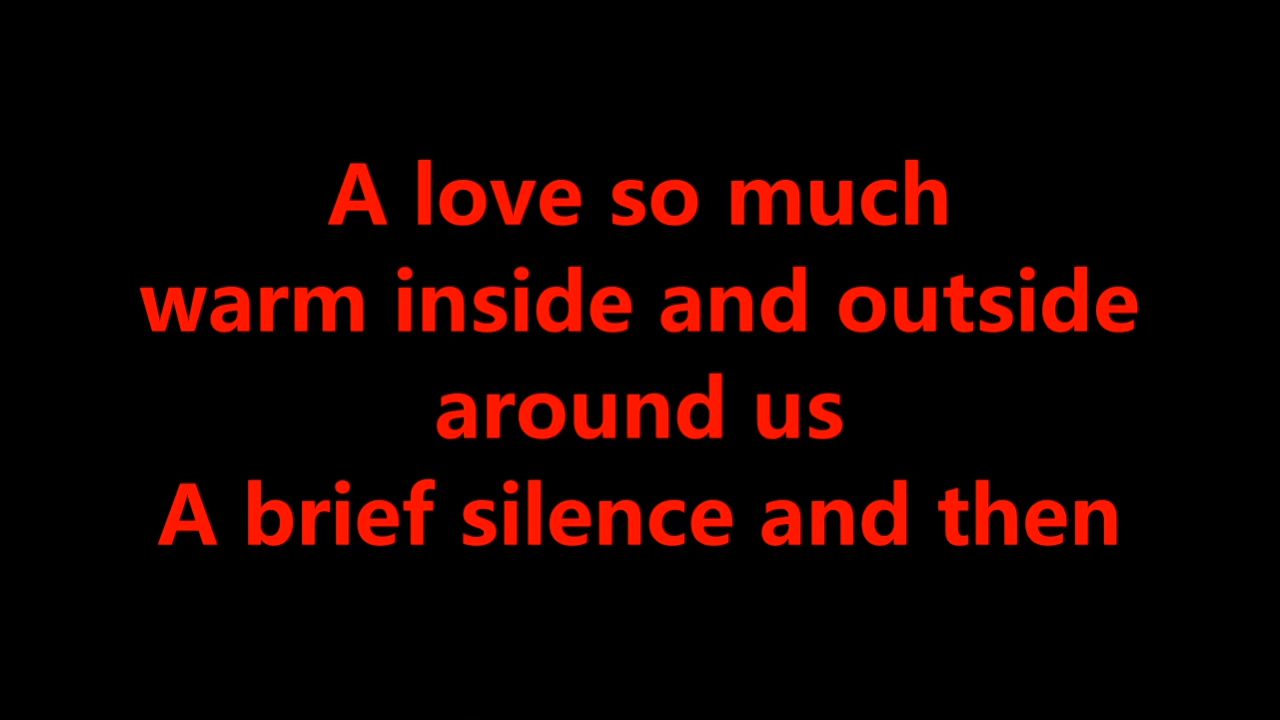 A love so much
warm inside and outside
around us
A brief silence and then